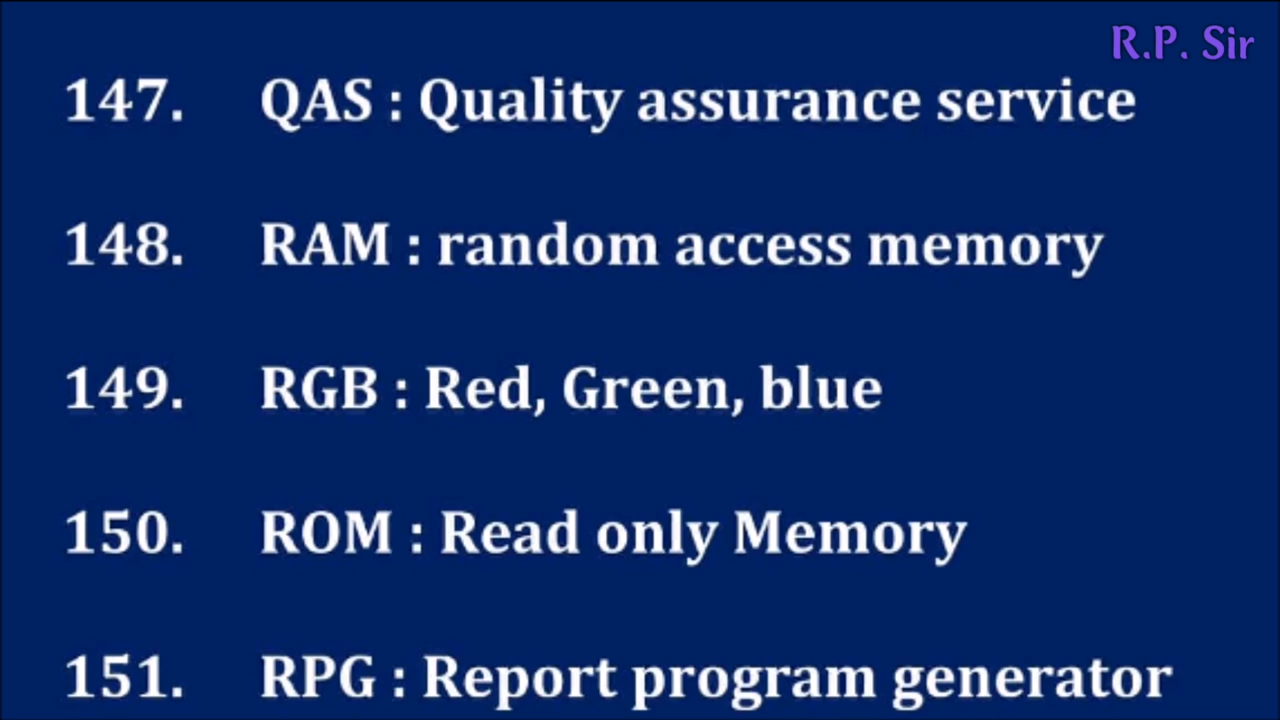 R.P. Sir
147. QAS : Quality assurance service
148. RAM : random access memory
149. RGB : Red, Green, blue
150. ROM : Read only Memory
151. RPG : Report program generator